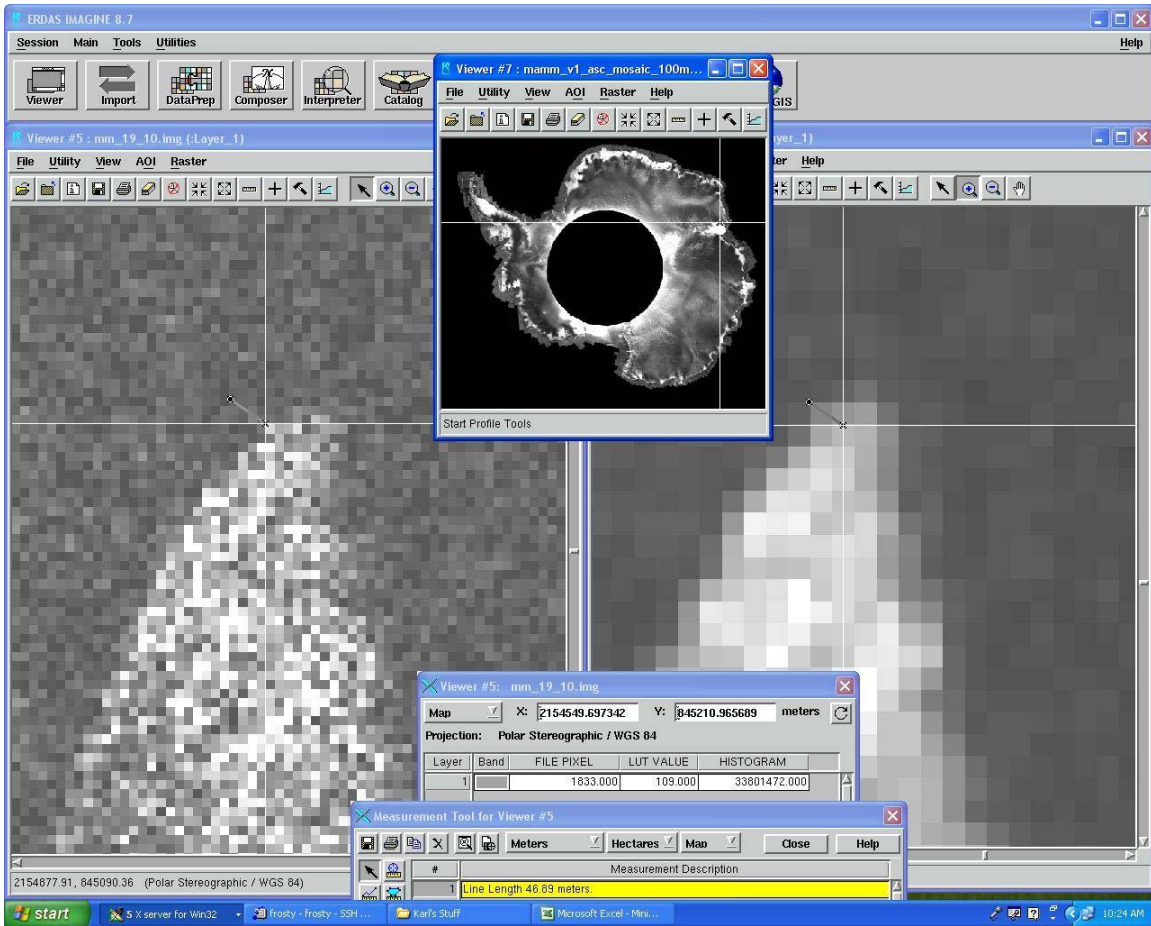 ERDAS IMAGINE 8.7
Session Main Tools Utilities Help
Viewer Import DataPrep Composer Interpreter Catalog GIS
Viewer #7 : mamm_v1_asc_mosaic_100m...
File Utility View AOI Raster Help
Start Profile Tools
Viewer #5 : mm_19_10.img (:Layer_1)
File Utility View AOI Raster
yer_1)
ter Help
Viewer #5: mm_19_10.img
Map X: 2154549.697342 Y: 845210.965689 meters
Projection: Polar Stereographic / WGS 84
Layer Band FILE PIXEL LUT VALUE HISTOGRAM
1 1833.000 109.000 33801472.000
Measurement Tool for Viewer #5
Meters Hectares Map Close Help
# Measurement Description
1 Line Length 46.89 meters.
2154877.91, 845090.36 (Polar Stereographic / WGS 84)
start 5 X server for Win32 frosty - frosty - SSH ... Karl's Stuff Microsoft Excel - Mini... 10:24 AM